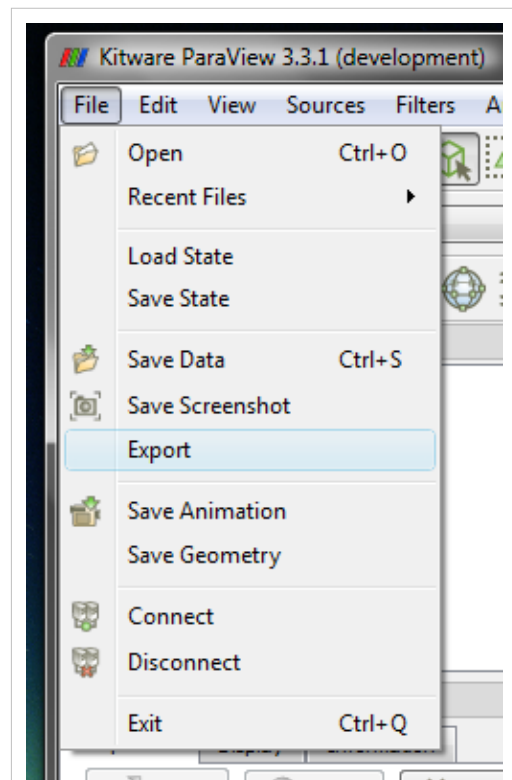 Kitware ParaView 3.3.1 (development)
File Edit View Sources Filters
Open Ctrl+O
Recent Files
Load State
Save State
Save Data Ctrl+S
Save Screenshot
Export
Save Animation
Save Geometry
Connect
Disconnect
Exit Ctrl+Q